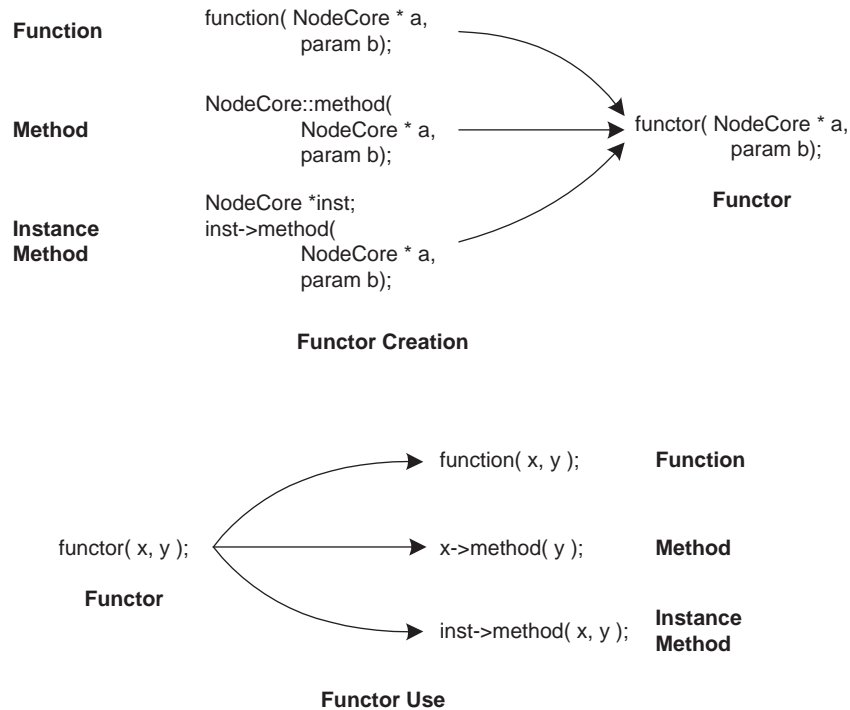 Function
function( NodeCore * a,
param b);
Method
NodeCore::method(
NodeCore * a,
param b);
Instance
Method
NodeCore *inst;
inst->method(
NodeCore * a,
param b);
functor( NodeCore * a,
param b);
Functor
Functor Creation
functor( x, y );
Functor
function( x, y );
Function
x->method( y );
Method
inst->method( x, y );
Instance
Method
Functor Use